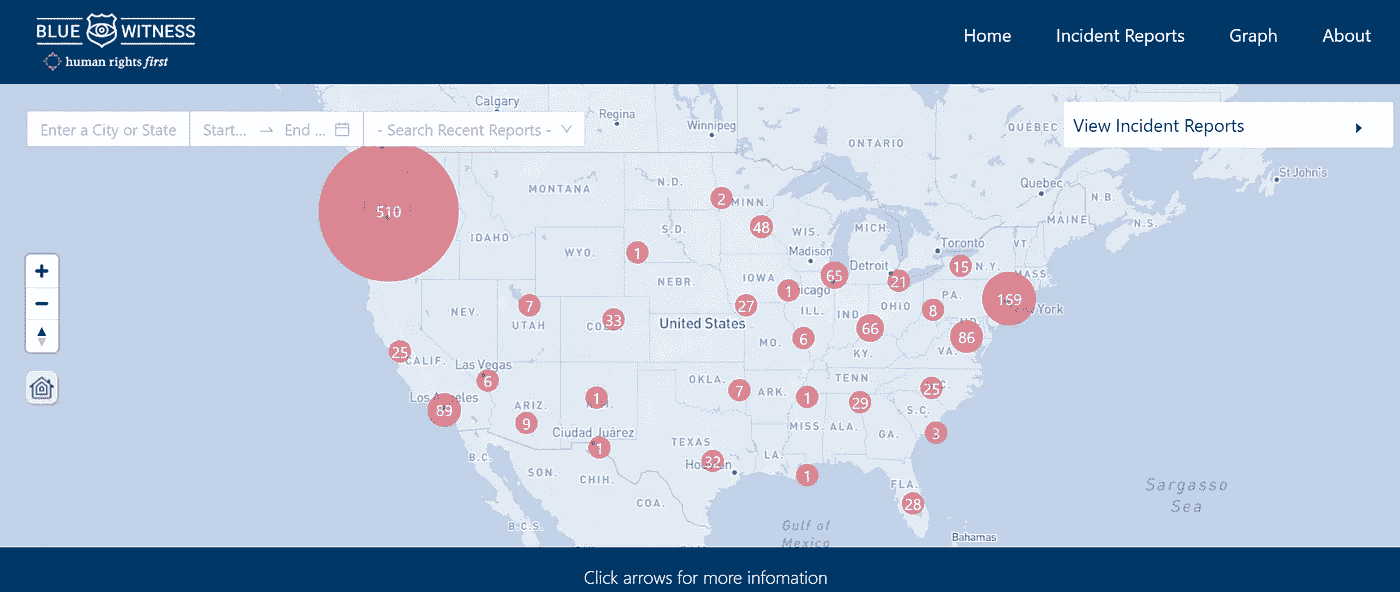 BLUE WITNESS
human rights first
Home Incident Reports Graph About
Enter a City or State Start... End ... - Search Recent Reports -
View Incident Reports
Calgary
Regina
Winnipeg
ONTARIO
QUÉBEC
St John's
Quebec
N.B.
N.S.
MAINE
MONTANA
N.D.
2
MINN.
510
48
IDAHO
S.D.
WIS.
MICH.
Toronto
VT.
WYO.
1
Madison
Detroit
15
N.Y.
MASS.
NEBR.
IOWA
65
21
1
PA.
169
York
7
27
ILL.
IND
OHIO
8
NEV.
UTAH
33
United States
MO.
6
66
86
VA.
KY.
25
CALIF.
Las Vegas
6
OKLA.
7
ARK.
1
TENN.
29
25
Los Angeles
89
ARIZ.
9
1
S.C.
MISS.
ALA.
GA.
3
Ciudad Juárez
1
TEXAS
32
LA.
1
B.C.
SON.
CHIH.
COA.
FLA.
28
B.C.S.
Gulf of
Mexico
Bahamas
Sargasso
Sea
Click arrows for more infomation